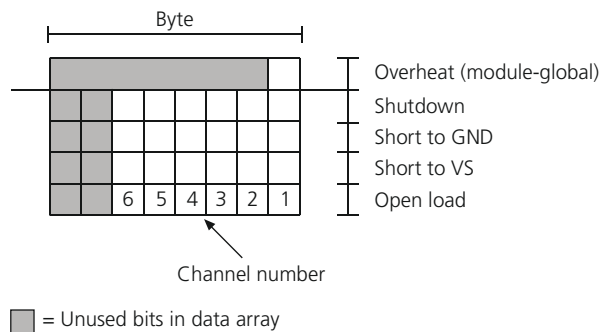 Byte
Overheat (module-global)
Shutdown
Short to GND
Short to VS
6 5 4 3 2 1 Open load
Channel number
= Unused bits in data array